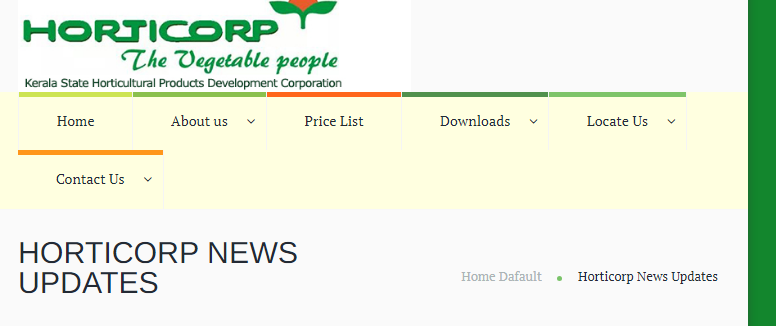 HORTICORP
The Vegetable people
Kerala State Horticultural Products Development Corporation
Home About us Price List Downloads Locate Us
Contact Us
HORTICORP NEWS
UPDATES
Home Dafault Horticorp News Updates